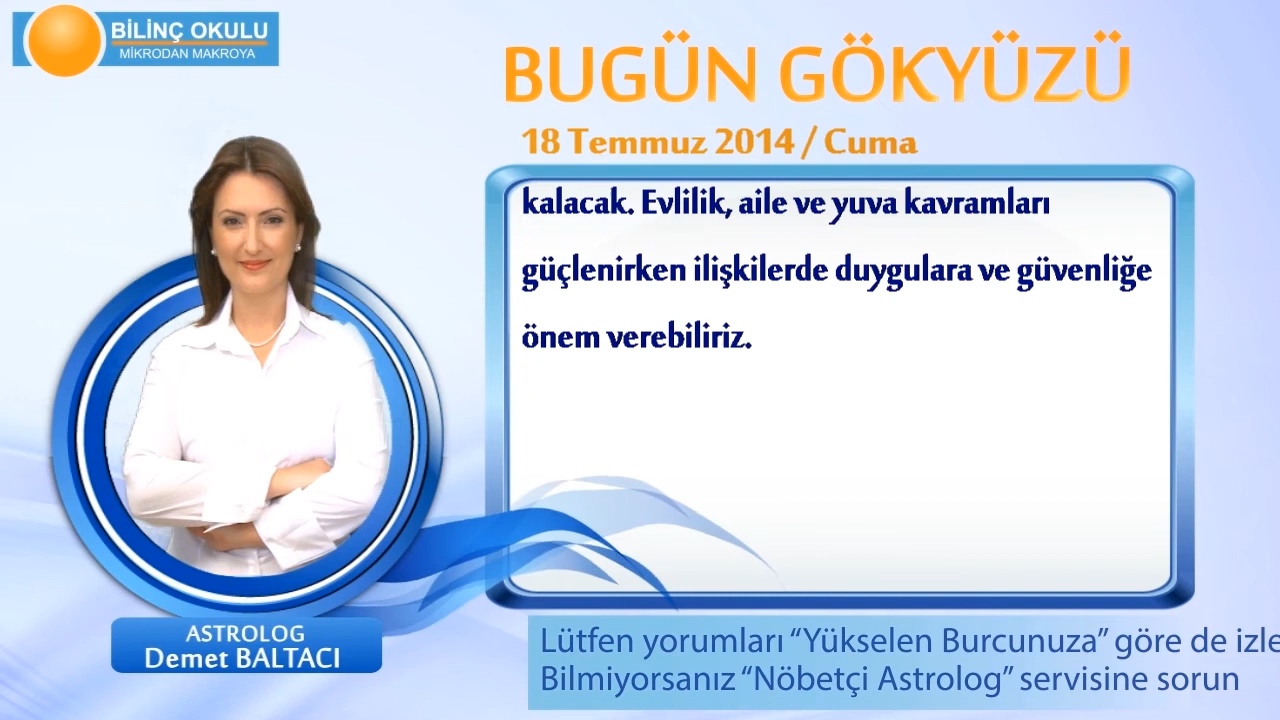 BİLİNÇ OKULU
MİKRODAN MAKROYA
BUGÜN GÖKYÜZÜ
18 Temmuz 2014 / Cuma
kalacak. Evlilik, aile ve yuva kavramları
güçlenirken ilişkilerde duygulara ve güvenliğe
önem verebiliriz.
ASTROLOG
Demet BALTACI
Lütfen yorumları “Yükselen Burcunuza” göre de izle
Bilmiyorsanız “Nöbetçi Astrolog” servisine sorun